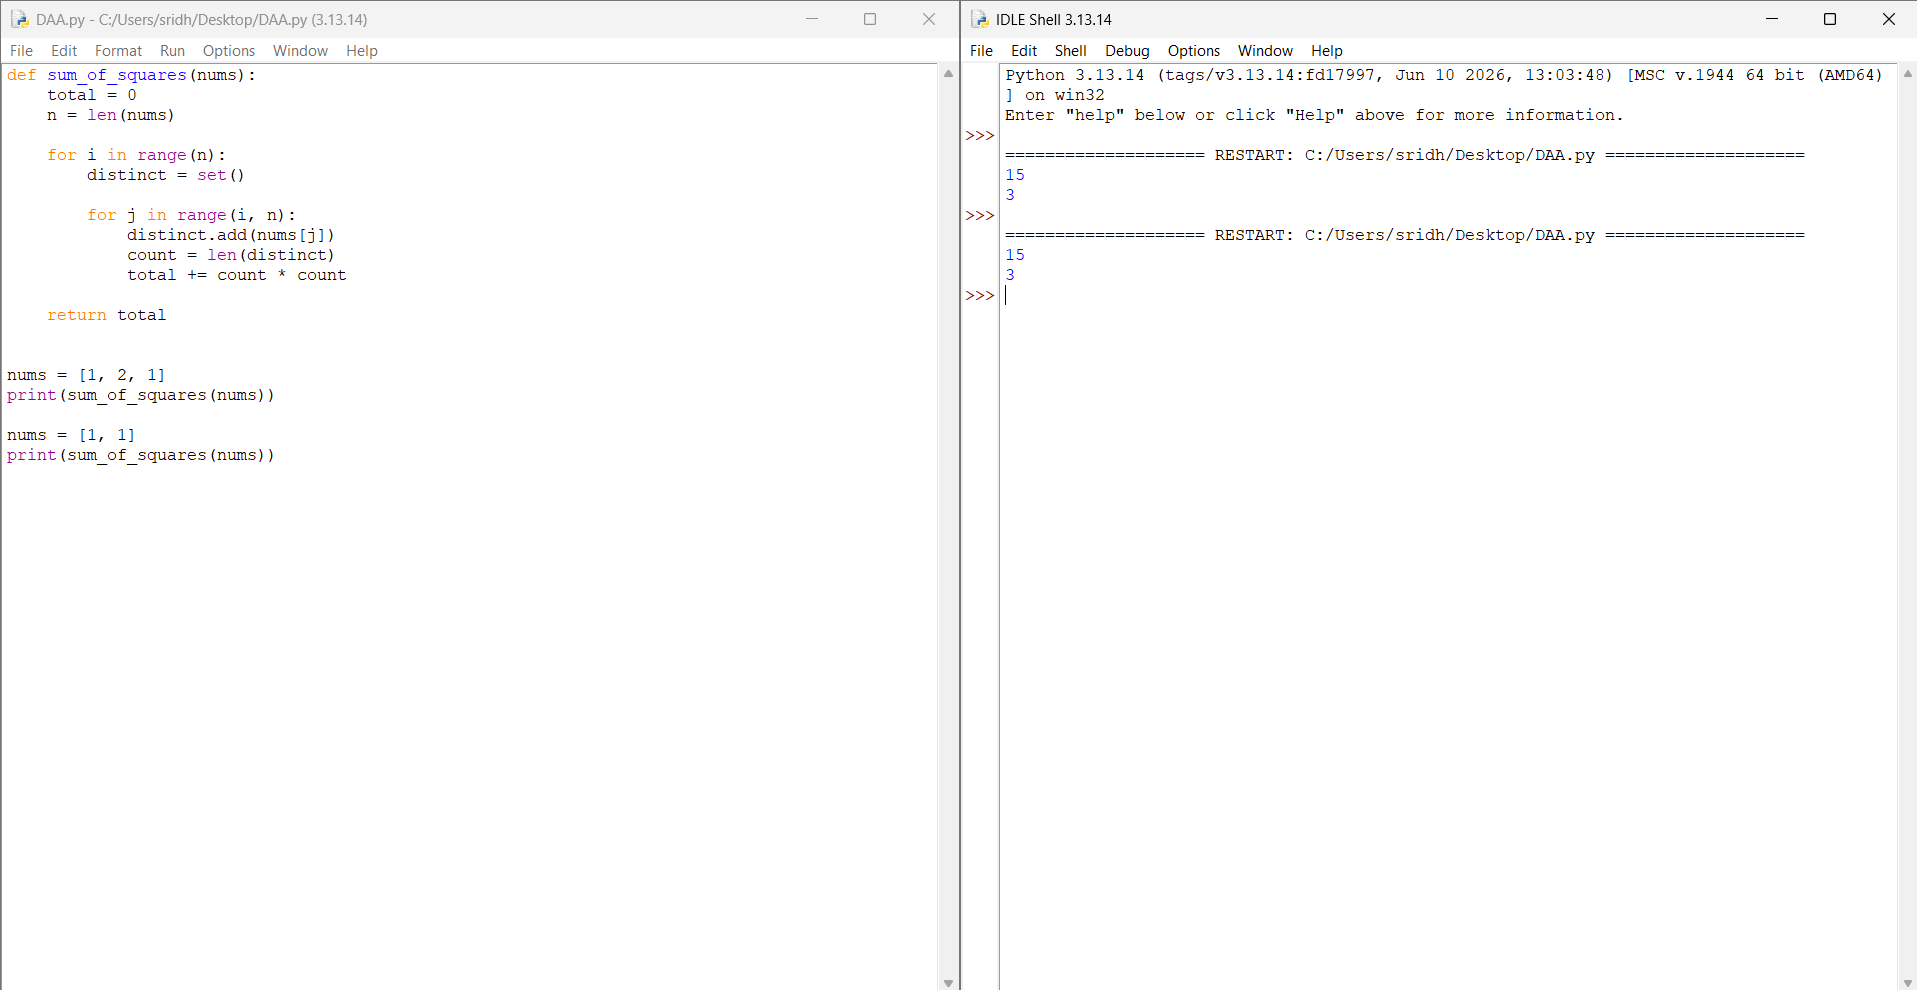 DAA.py - C:/Users/sridh/Desktop/DAA.py (3.13.14)
File Edit Format Run Options Window Help
def sum_of_squares(nums):
    total = 0
    n = len(nums)

    for i in range(n):
        distinct = set()

        for j in range(i, n):
            distinct.add(nums[j])
            count = len(distinct)
            total += count * count

    return total


nums = [1, 2, 1]
print(sum_of_squares(nums))

nums = [1, 1]
print(sum_of_squares(nums))
IDLE Shell 3.13.14
File Edit Shell Debug Options Window Help
Python 3.13.14 (tags/v3.13.14:fd17997, Jun 10 2026, 13:03:48) [MSC v.1944 64 bit (AMD64)
] on win32
Enter "help" below or click "Help" above for more information.
>>>
==================== RESTART: C:/Users/sridh/Desktop/DAA.py ====================
15
3
>>>
==================== RESTART: C:/Users/sridh/Desktop/DAA.py ====================
15
3
>>>